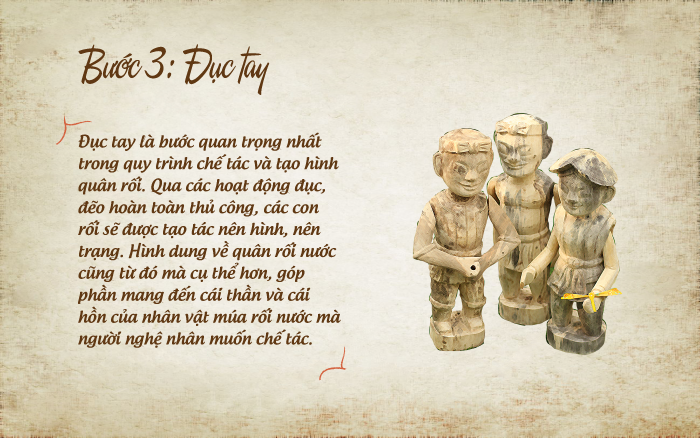 Bước 3: Đục tay
Đục tay là bước quan trọng nhất
trong quy trình chế tác và tạo hình
quân rối. Qua các hoạt động đục,
đẽo hoàn toàn thủ công, các con
rối sẽ được tạo tác nên hình, nên
trạng. Hình dung về quân rối nước
cũng từ đó mà cụ thể hơn, góp
phần mang đến cái thần và cái
hồn của nhân vật múa rối nước mà
người nghệ nhân muốn chế tác.